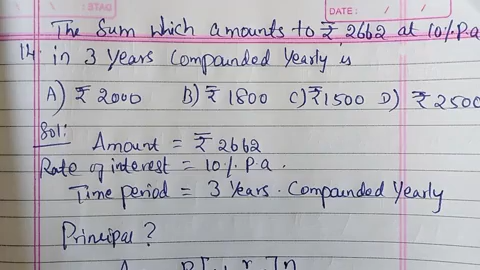 STAG
DATE: / /
The Sum which amounts to ₹ 2662 at 10%.P.a
14. in 3 Years Compounded Yearly is
A) ₹ 2000 B) ₹ 1800 C) ₹1500 D) ₹ 2500
Sol:
Amount = ₹ 2662
Rate of interest = 10%. P.a.
Time period = 3 Years. Compounded Yearly
Principal ?